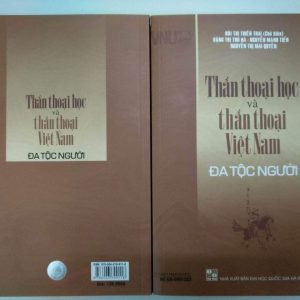 Thần thoại học
và
thần thoại
Việt Nam
ĐA TỘC NGƯỜI
BÙI THỊ THIÊN THAI (Chủ biên)
ĐẶNG THỊ THU HÀ - NGUYỄN MẠNH TIẾN
NGUYỄN THỊ MAI QUYÊN
Thần thoại học
và
thần thoại
Việt Nam
ĐA TỘC NGƯỜI
NHÀ XUẤT BẢN ĐẠI HỌC QUỐC GIA HÀ NỘI